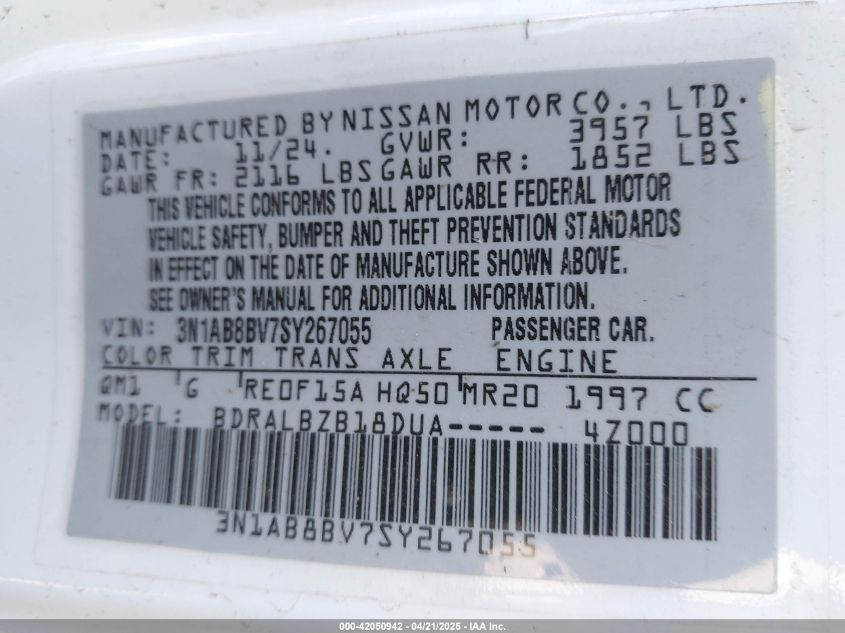 MANUFACTURED BY NISSAN MOTOR CO., LTD.
DATE: 11/24. GVWR: 3957 LBS
GAWR FR: 2116 LBS GAWR RR: 1852 LBS
THIS VEHICLE CONFORMS TO ALL APPLICABLE FEDERAL MOTOR
VEHICLE SAFETY, BUMPER AND THEFT PREVENTION STANDARDS
IN EFFECT ON THE DATE OF MANUFACTURE SHOWN ABOVE.
SEE OWNER'S MANUAL FOR ADDITIONAL INFORMATION.
VIN: 3N1AB8BV7SY267055 PASSENGER CAR.
COLOR TRIM TRANS AXLE ENGINE
QM1 G RE0F15A HQ50 MR20 1997 CC
MODEL: BDRALBZB18DUA----- 4Z000
3N1AB8BV7SY267055
000-42050942 - 04/21/2025 - IAA Inc.